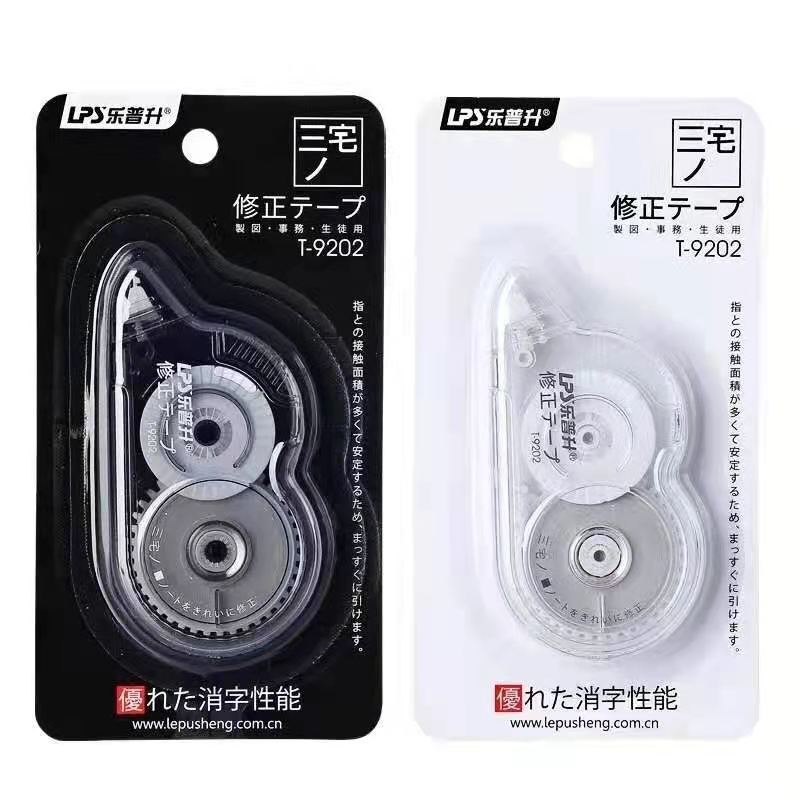 LPS乐普升®
三宅ノ
修正テープ
製図・事務・生徒用
T-9202
指との接触面積が多くて安定するため、まっすぐに引けます。
LPS乐普升®
修正テープ
T-9202
三宅ノ ■ノートをきれいに修正
優れた消字性能
www.lepusheng.com.cn
LPS乐普升®
三宅ノ
修正テープ
製図・事務・生徒用
T-9202
指との接触面積が多くて安定するため、まっすぐに引けます。
LPS乐普升®
修正テープ
T-9202
三宅ノ ■ノートをきれいに修正
優れた消字性能
www.lepusheng.com.cn